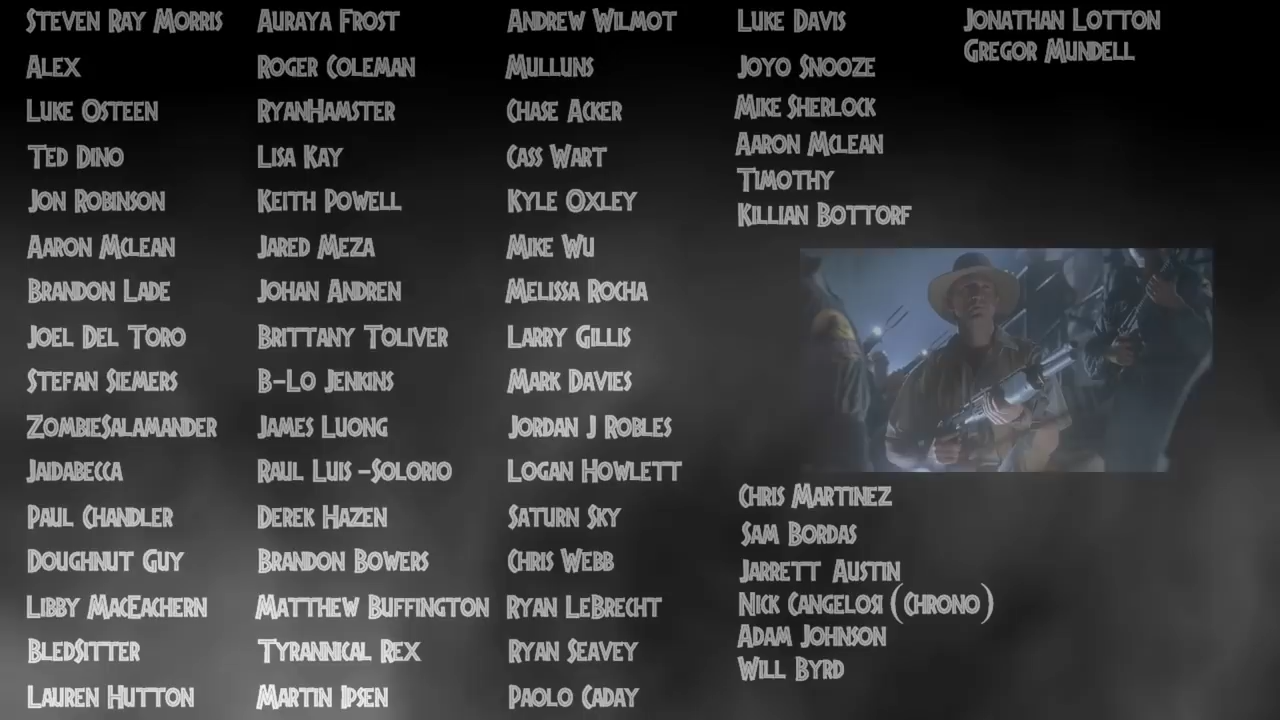 Steven Ray Morris
Alex
Luke Osteen
Ted Dino
Jon Robinson
Aaron Mclean
Brandon Lade
Joel Del Toro
Stefan Siemers
ZombieSalamander
Jaidabecca
Paul Chandler
Doughnut Guy
Libby MacEachern
BledSitter
Lauren Hutton
Auraya Frost
Roger Coleman
RyanHamster
Lisa Kay
Keith Powell
Jared Meza
Johan Andren
Brittany Toliver
B-Lo Jenkins
James Luong
Raul Luis -Solorio
Derek Hazen
Brandon Bowers
Matthew Buffington
Tyrannical Rex
Martin Ipsen
Andrew Wilmot
Mulluns
Chase Acker
Cass Wart
Kyle Oxley
Mike Wu
Melissa Rocha
Larry Gillis
Mark Davies
Jordan J Robles
Logan Howlett
Saturn Sky
Chris Webb
Ryan LeBrecht
Ryan Seavey
Paolo Caday
Luke Davis
Joyo Snooze
Mike Sherlock
Aaron Mclean
Timothy
Killian Bottorf
Chris Martinez
Sam Bordas
Jarrett Austin
Nick Cangelosi (Chrono)
Adam Johnson
Will Byrd
Jonathan Lotton
Gregor Mundell